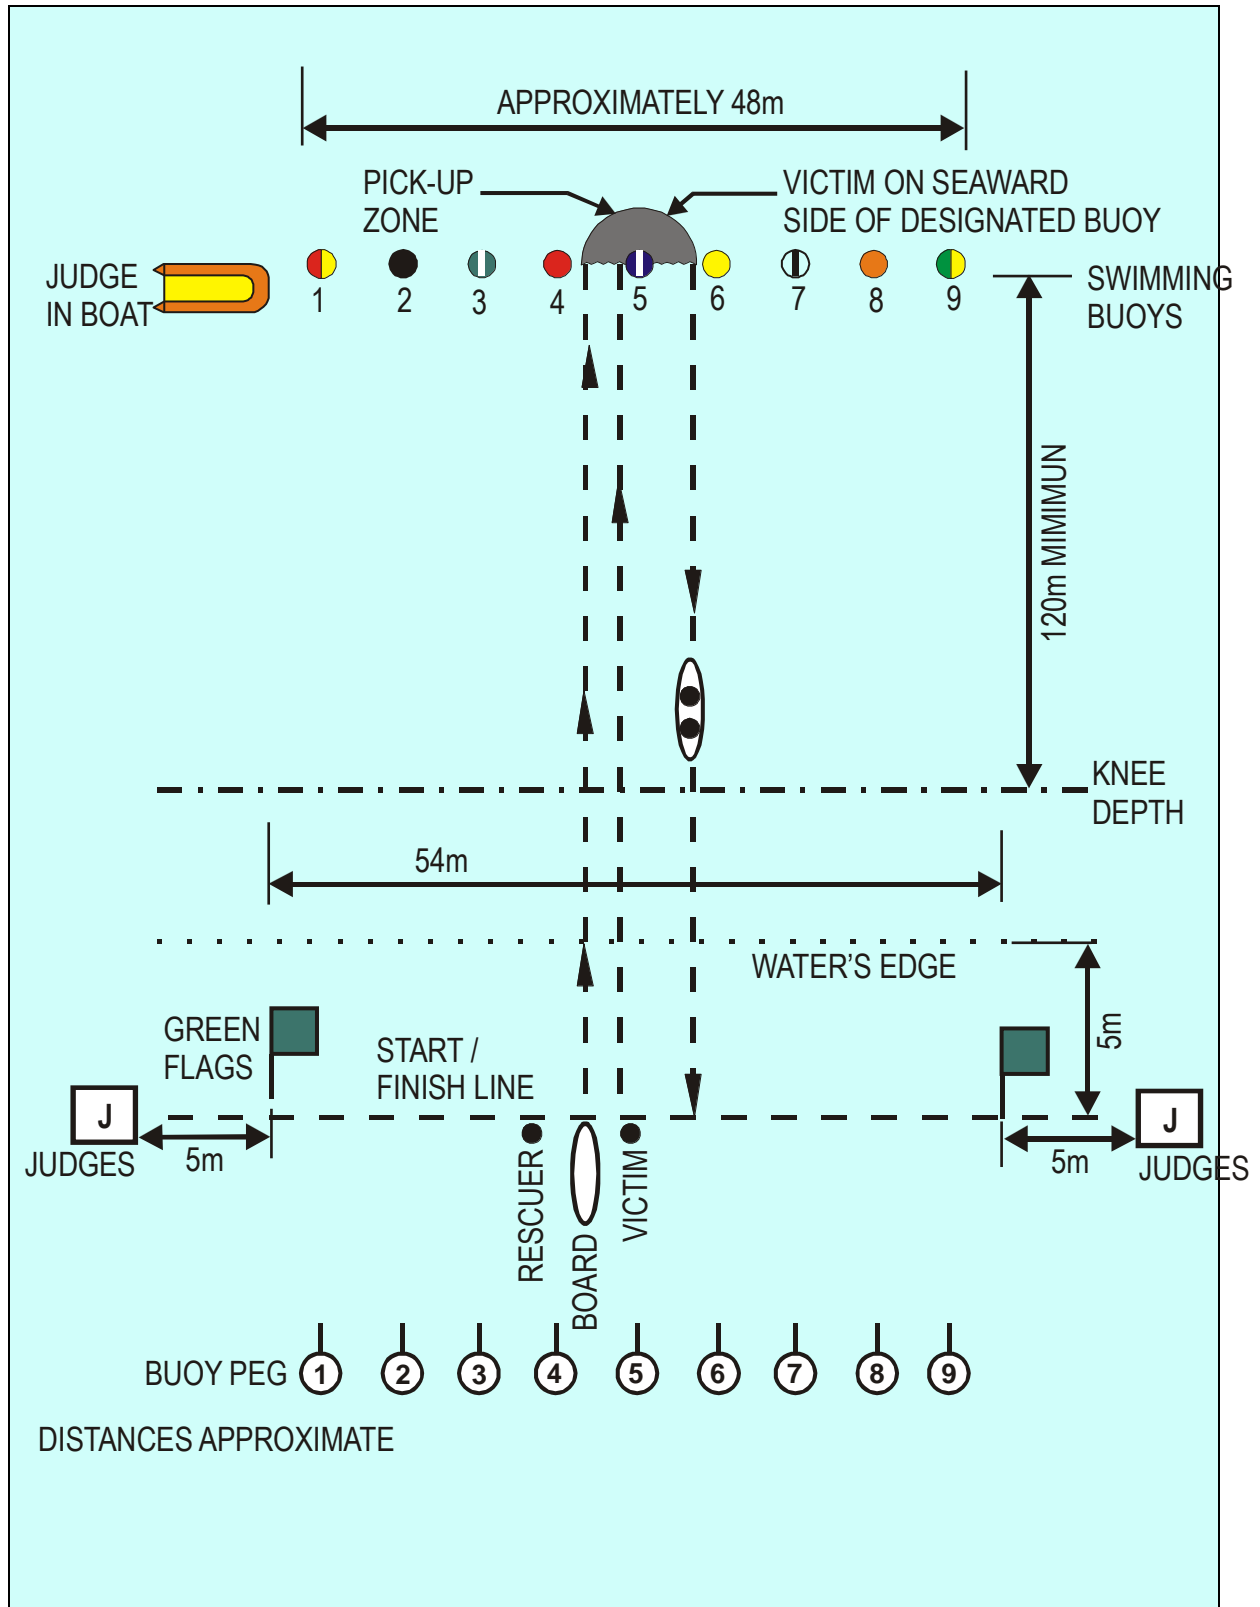 APPROXIMATELY 48m
PICK-UP
ZONE
VICTIM ON SEAWARD
SIDE OF DESIGNATED BUOY
JUDGE
IN BOAT
1 2 3 4 5 6 7 8 9
SWIMMING
BUOYS
120m MIMIMUN
KNEE
DEPTH
54m
WATER'S EDGE
GREEN
FLAGS
START /
FINISH LINE
5m
J
JUDGES
5m
RESCUER
BOARD
VICTIM
5m
J
JUDGES
BUOY PEG 1 2 3 4 5 6 7 8 9
DISTANCES APPROXIMATE